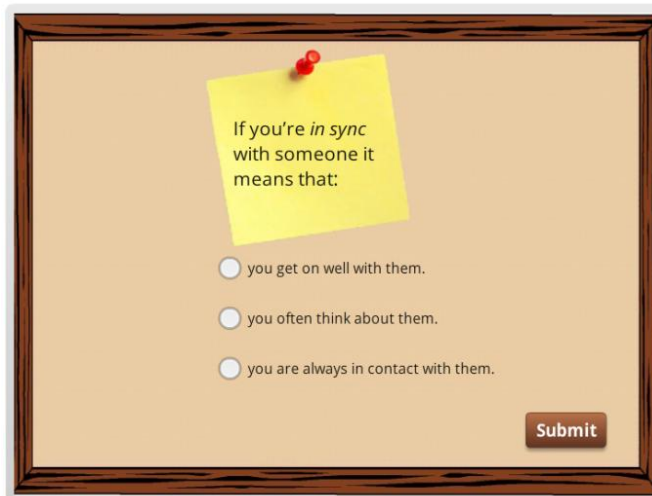 If you're in sync
with someone it
means that:
you get on well with them.
you often think about them.
you are always in contact with them.
Submit